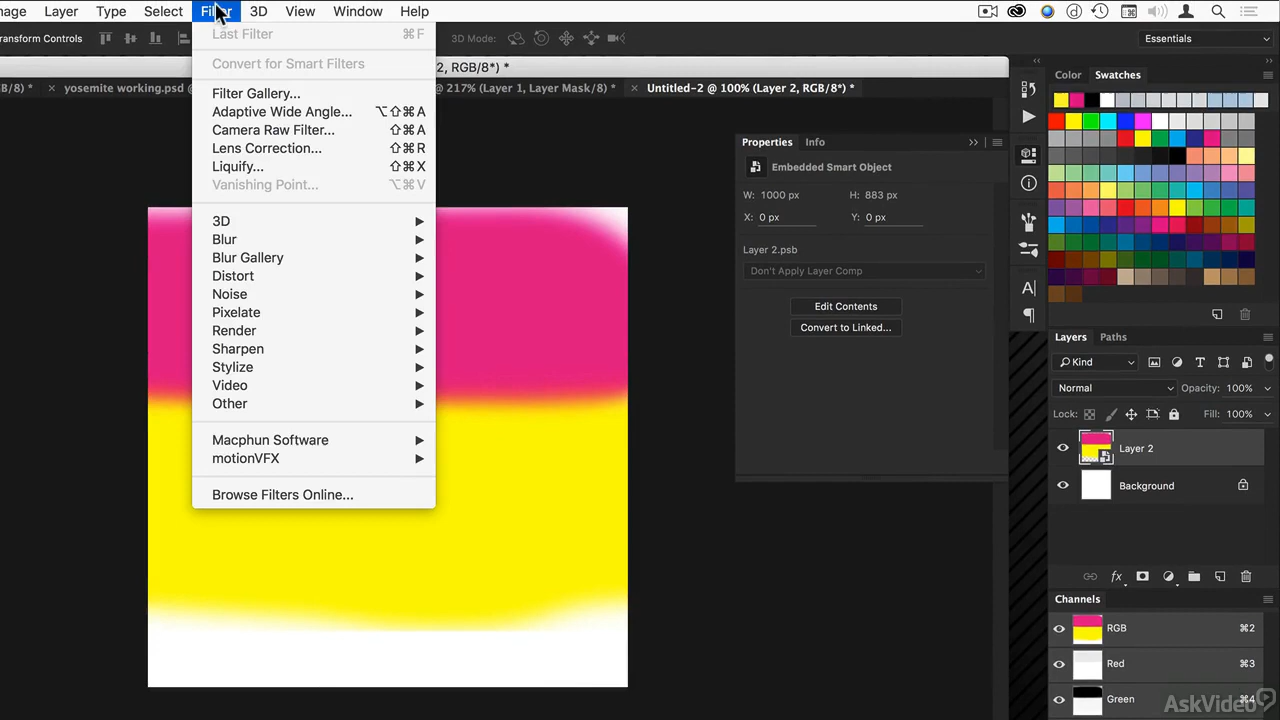 mage Layer Type Select Filter 3D View Window Help
ransform Controls 3D Mode: Essentials
Last Filter ⌘F
Convert for Smart Filters
2, RGB/8*) *
B/8*) × yosemite working.psd @ 217% (Layer 1, Layer Mask/8) * × Untitled-2 @ 100% (Layer 2, RGB/8*) *
Filter Gallery...
Adaptive Wide Angle... ⌥⇧⌘A
Camera Raw Filter... ⇧⌘A
Lens Correction... ⇧⌘R
Liquify... ⇧⌘X
Vanishing Point... ⌥⌘V
3D
Blur
Blur Gallery
Distort
Noise
Pixelate
Render
Sharpen
Stylize
Video
Other
Macphun Software
motionVFX
Browse Filters Online...
Properties Info
Embedded Smart Object
W: 1000 px H: 883 px
X: 0 px Y: 0 px
Layer 2.psb
Don't Apply Layer Comp
Edit Contents
Convert to Linked...
Color Swatches
Layers Paths
Kind
Normal Opacity: 100%
Lock: Fill: 100%
Layer 2
Background
fx
Channels
RGB ⌘2
Red ⌘3
Green ⌘4
AskVideo